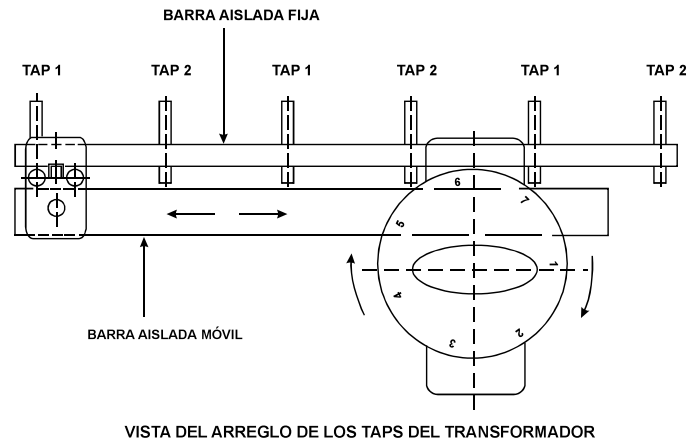 BARRA AISLADA FIJA
TAP 1 TAP 2 TAP 1 TAP 2 TAP 1 TAP 2
6
7
5
1
4
3
2
BARRA AISLADA MÓVIL
VISTA DEL ARREGLO DE LOS TAPS DEL TRANSFORMADOR